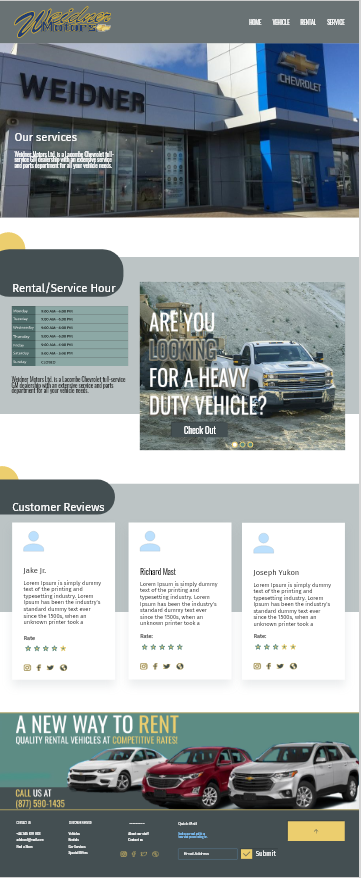 Weidner
MOTORS
HOME VEHICLE RENTAL SERVICE
WEIDNER
CHEVROLET
Our services
Weidner Motors Ltd. is a Lacombe Chevrolet full-
service GM dealership with an extensive service
and parts department for all your vehicle needs.
Rental/Service Hour
Monday 8:00 AM - 6:00 PM
Tuesday 9:00 AM - 6:00 PM
Wednesday 9:00 AM - 6:00 PM
Thursday 9:00 AM - 6:00 PM
Friday 9:00 AM - 6:00 PM
Saturday 9:00 AM - 6:00 PM
Sunday CLOSED
Weidner Motors Ltd. is a Lacombe Chevrolet full-service
GM dealership with an extensive service and parts
department for all your vehicle needs.
ARE YOU
LOOKING
FOR A HEAVY
DUTY VEHICLE?
Check Out
Customer Reviews
Jake Jr.
Lorem Ipsum is simply dummy
text of the printing and
typesetting industry. Lorem
Ipsum has been the industry's
standard dummy text ever
since the 1500s, when an
unknown printer took a
Rate
Richard Mast
Lorem Ipsum is simply dummy
text of the printing and
typesetting industry. Lorem
Ipsum has been the industry's
standard dummy text ever
since the 1500s, when an
unknown printer took a
Rate:
Joseph Yukon
Lorem Ipsum is simply dummy
text of the printing and
typesetting industry. Lorem
Ipsum has been the industry's
standard dummy text ever
since the 1500s, when an
unknown printer took a
Rate:
A NEW WAY TO RENT
QUALITY RENTAL VEHICLES AT COMPETITIVE RATES!
CALL US AT
(877) 590-1435
CONTACT US
Vehicles
Rentals
Our Services
Special Offers
About our staff
Contact us
Quick Mail
Email Address
Submit